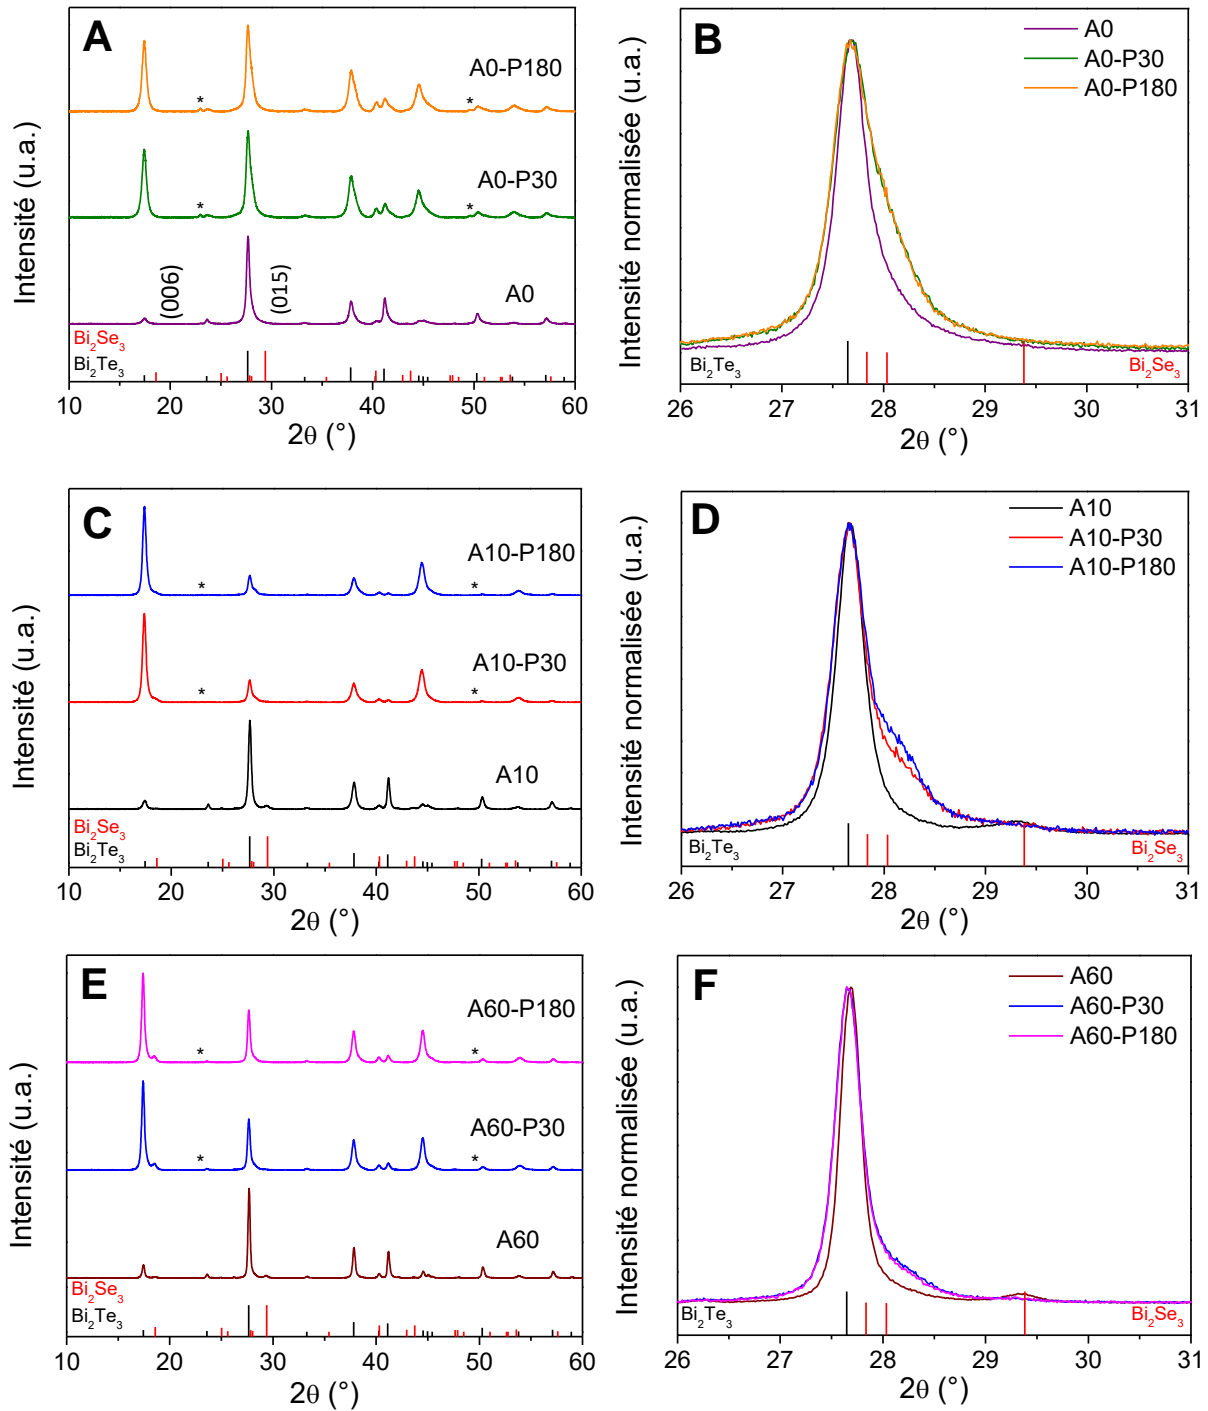 A
A0-P180
*
*
A0-P30
*
*
(006)
(015)
A0
Bi2Se3
Bi2Te3
10 20 30 40 50 60
2θ (°)
Intensité (u.a.)
B
A0
A0-P30
A0-P180
Bi2Te3
Bi2Se3
26 27 28 29 30 31
2θ (°)
Intensité normalisée (u.a.)
C
A10-P180
*
*
A10-P30
*
*
A10
Bi2Se3
Bi2Te3
10 20 30 40 50 60
2θ (°)
Intensité (u.a.)
D
A10
A10-P30
A10-P180
Bi2Te3
Bi2Se3
26 27 28 29 30 31
2θ (°)
Intensité normalisée (u.a.)
E
A60-P180
*
*
A60-P30
*
*
A60
Bi2Se3
Bi2Te3
10 20 30 40 50 60
2θ (°)
Intensité (u.a.)
F
A60
A60-P30
A60-P180
Bi2Te3
Bi2Se3
26 27 28 29 30 31
2θ (°)
Intensité normalisée (u.a.)